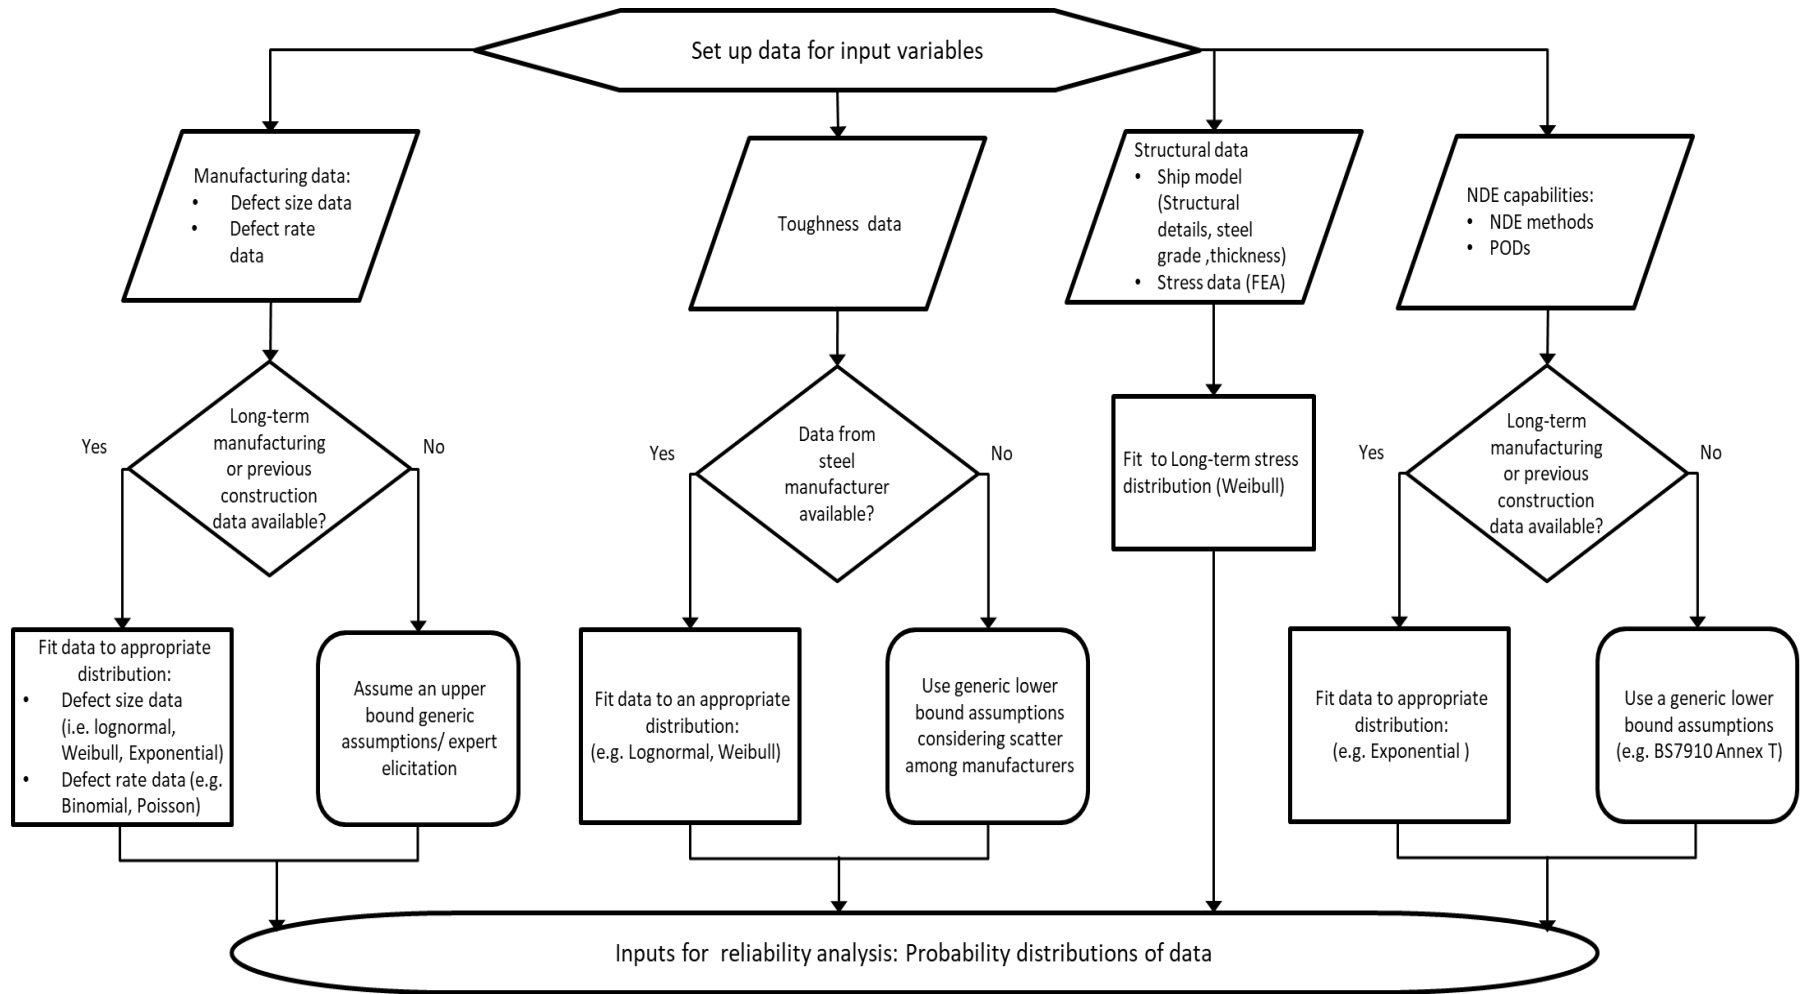 Set up data for input variables
Manufacturing data:
• Defect size data
• Defect rate
data
Toughness data
Structural data
• Ship model
(Structural
details, steel
grade ,thickness)
• Stress data (FEA)
NDE capabilities:
• NDE methods
• PODs
Yes
Long-term
manufacturing
or previous
construction
data available?
No
Yes
Data from
steel
manufacturer
available?
No
Fit to Long-term stress
distribution (Weibull)
Yes
Long-term
manufacturing
or previous
construction
data available?
No
Fit data to appropriate
distribution:
• Defect size data
(i.e. lognormal,
Weibull, Exponential)
• Defect rate data (e.g.
Binomial, Poisson)
Assume an upper
bound generic
assumptions/ expert
elicitation
Fit data to an appropriate
distribution:
(e.g. Lognormal, Weibull)
Use generic lower
bound assumptions
considering scatter
among manufacturers
Fit data to appropriate
distribution:
(e.g. Exponential )
Use a generic lower
bound assumptions
(e.g. BS7910 Annex T)
Inputs for reliability analysis: Probability distributions of data